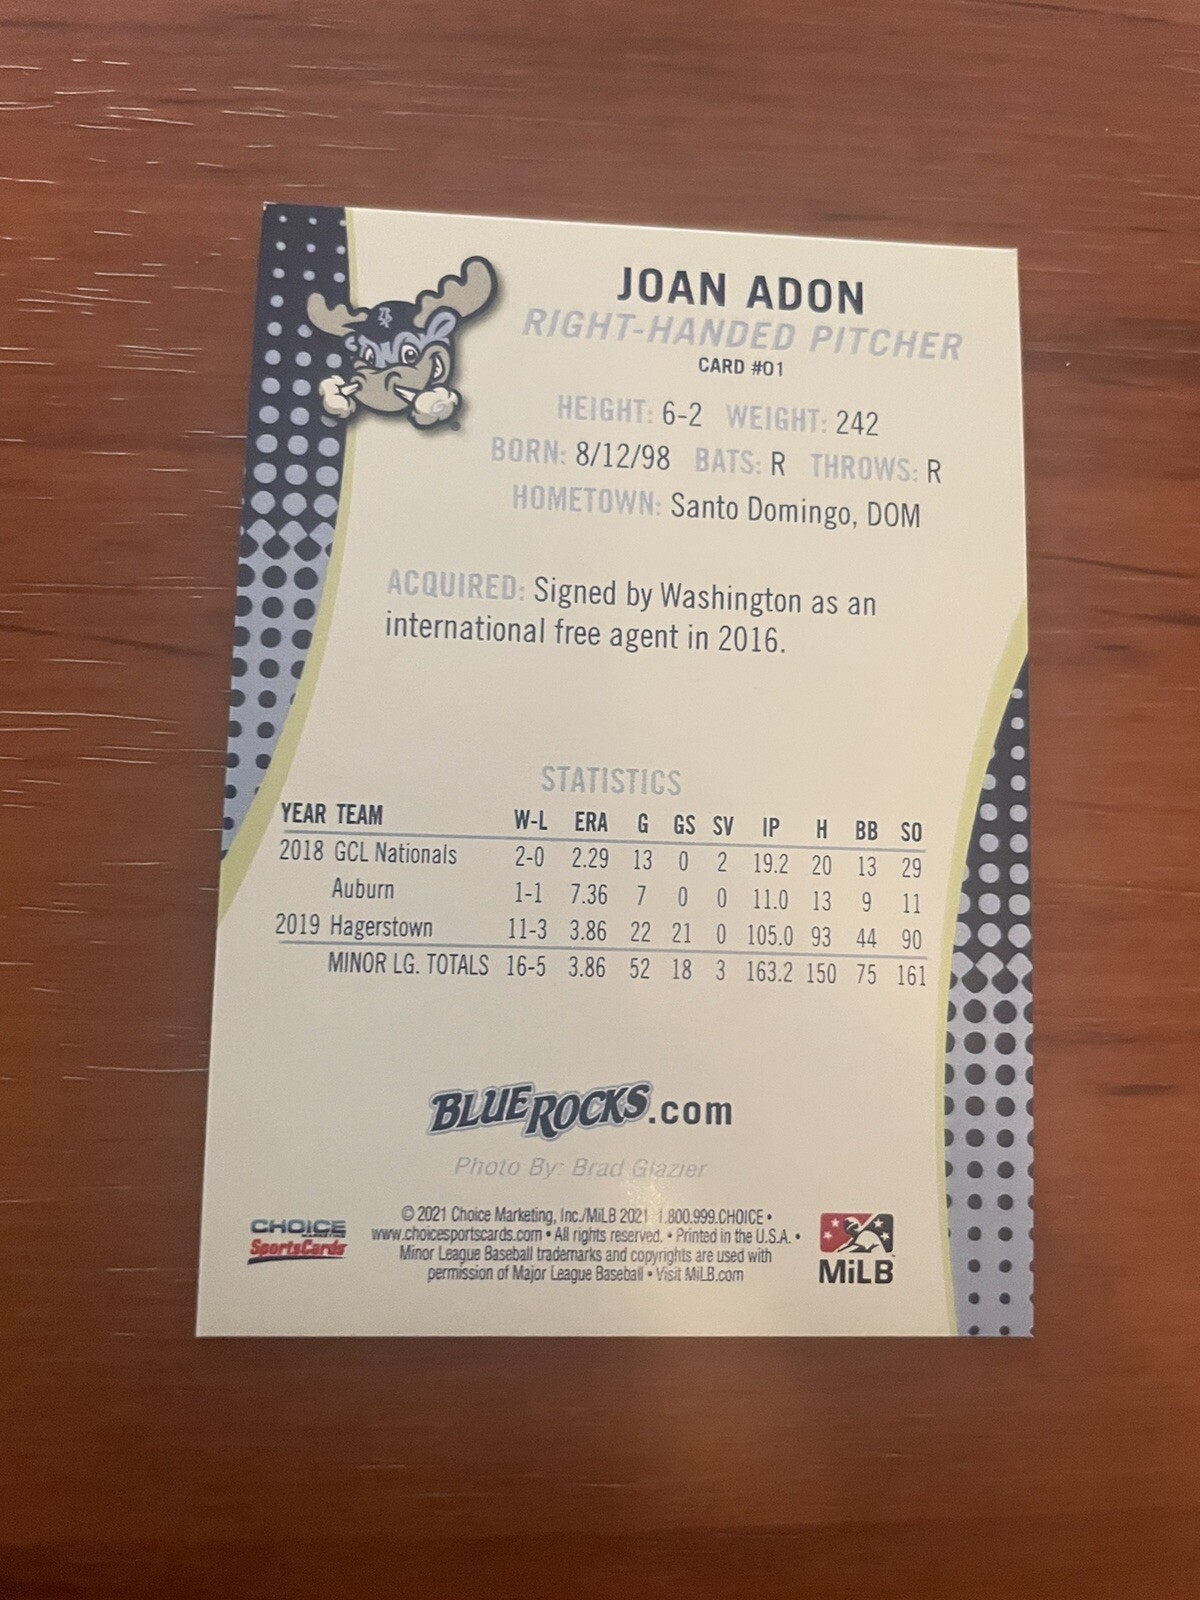 JOAN ADON
RIGHT-HANDED PITCHER
CARD #01
HEIGHT: 6-2 WEIGHT: 242
BORN: 8/12/98 BATS: R THROWS: R
HOMETOWN: Santo Domingo, DOM
ACQUIRED: Signed by Washington as an
international free agent in 2016.
STATISTICS
YEAR TEAM W-L ERA G GS SV IP H BB SO
2018 GCL Nationals 2-0 2.29 13 0 2 19.2 20 13 29
Auburn 1-1 7.36 7 0 0 11.0 13 9 11
2019 Hagerstown 11-3 3.86 22 21 0 105.0 93 44 90
MINOR LG. TOTALS 16-5 3.86 52 18 3 163.2 150 75 161
BLUE ROCKS.com
Photo By: Brad Glazier
CHOICE
MARKETING
SportsCards
© 2021 Choice Marketing, Inc./MiLB 2021 1.800.999.CHOICE •
www.choicesportscards.com • All rights reserved. • Printed in the U.S.A. •
Minor League Baseball trademarks and copyrights are used with
permission of Major League Baseball • Visit MiLB.com
MiLB